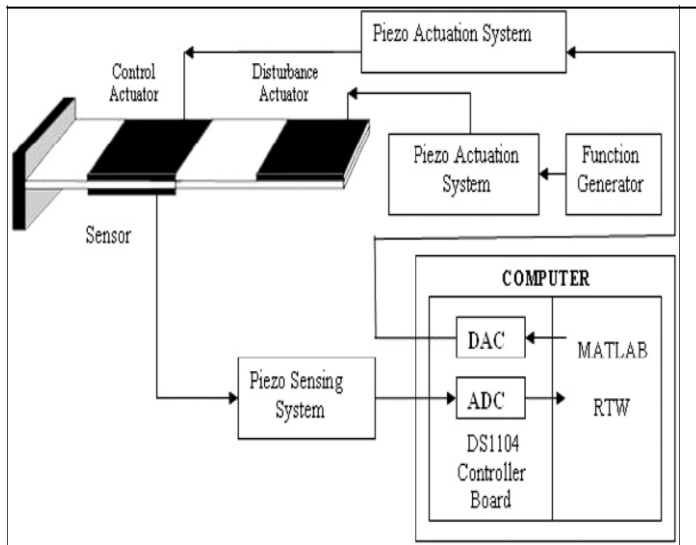 Piezo Actuation System
Control
Actuator
Disturbance
Actuator
Piezo Actuation
System
Function
Generator
Sensor
COMPUTER
DAC
MATLAB
Piezo Sensing
System
ADC
RTW
DS1104
Controller
Board